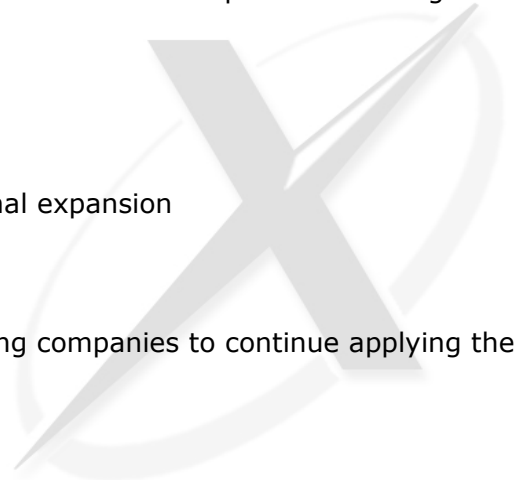 nal expansion
ng companies to continue applying the